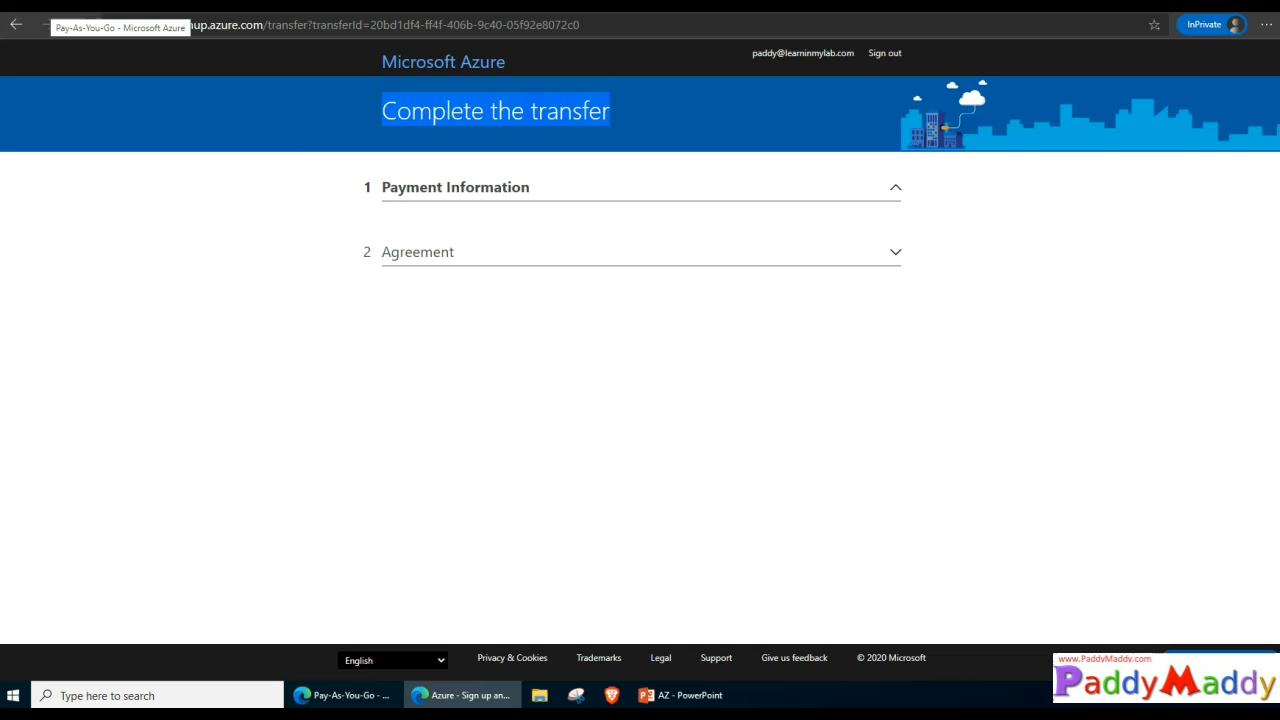 Pay-As-You-Go - Microsoft Azure
nup.azure.com/transfer?transferId=20bd1df4-ff4f-406b-9c40-05f92e8072c0
InPrivate
Microsoft Azure
paddy@learninmylab.com
Sign out
Complete the transfer
1 Payment Information
2 Agreement
English
Privacy & Cookies
Trademarks
Legal
Support
Give us feedback
© 2020 Microsoft
www.PaddyMaddy.com
PaddyMaddy
Type here to search
Pay-As-You-Go - ...
Azure - Sign up an...
AZ - PowerPoint